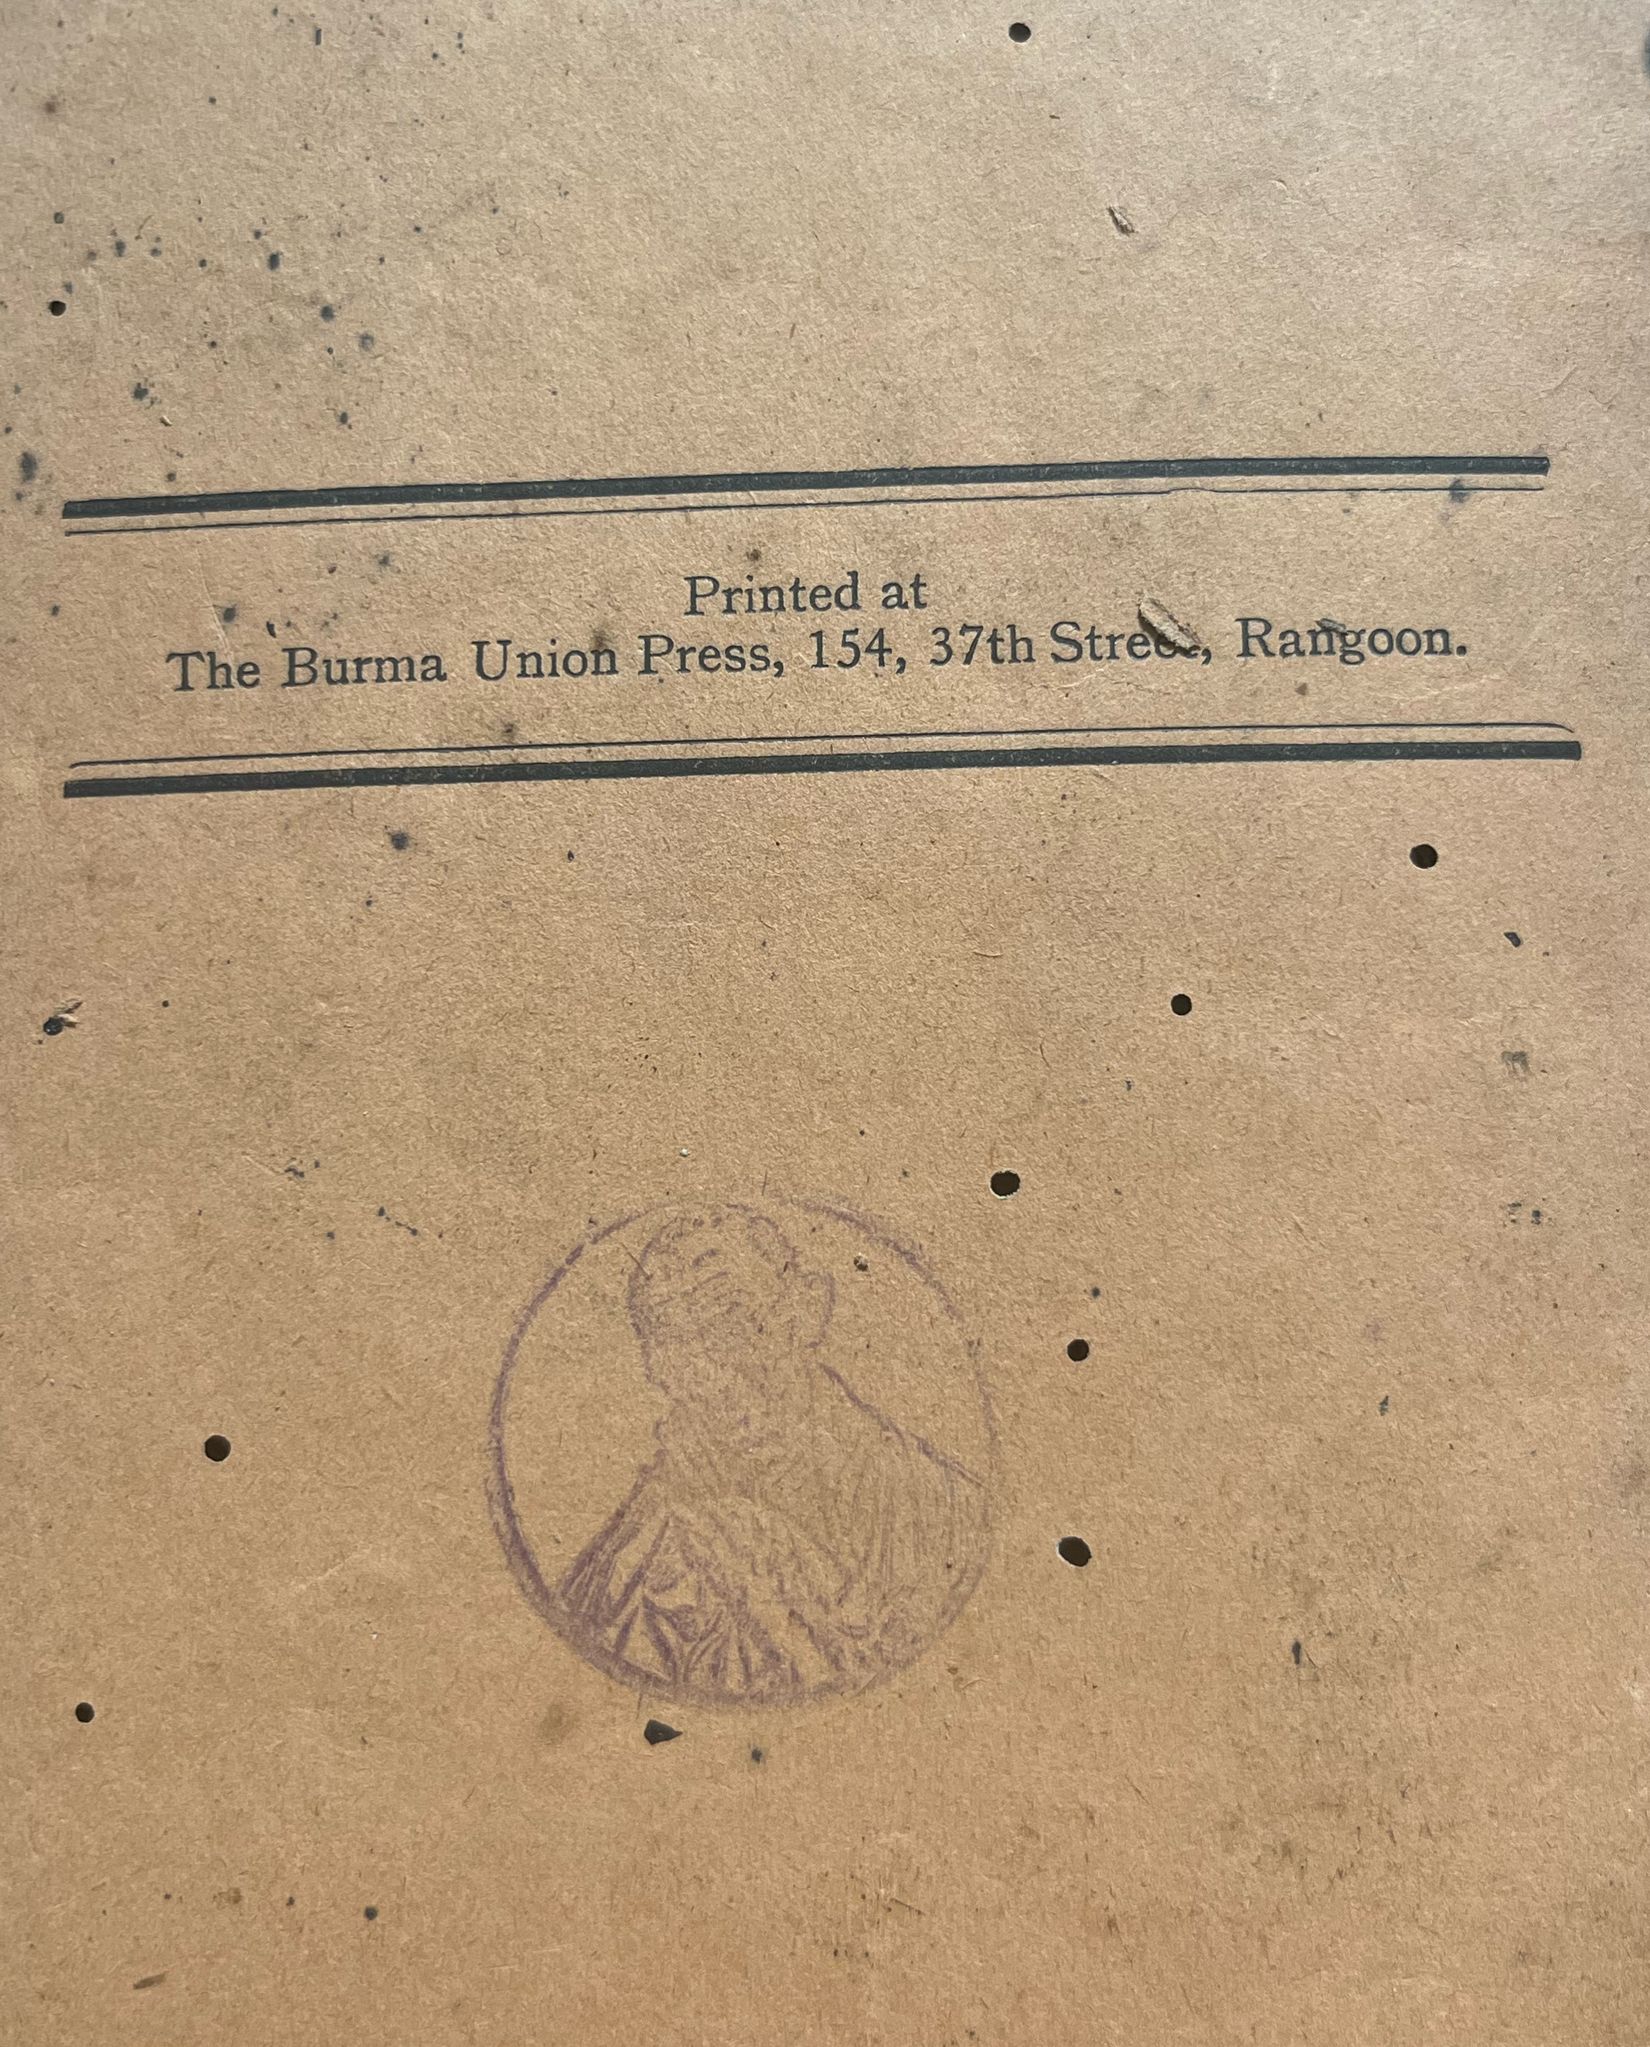 Printed at
The Burma Union Press, 154, 37th Street, Rangoon.